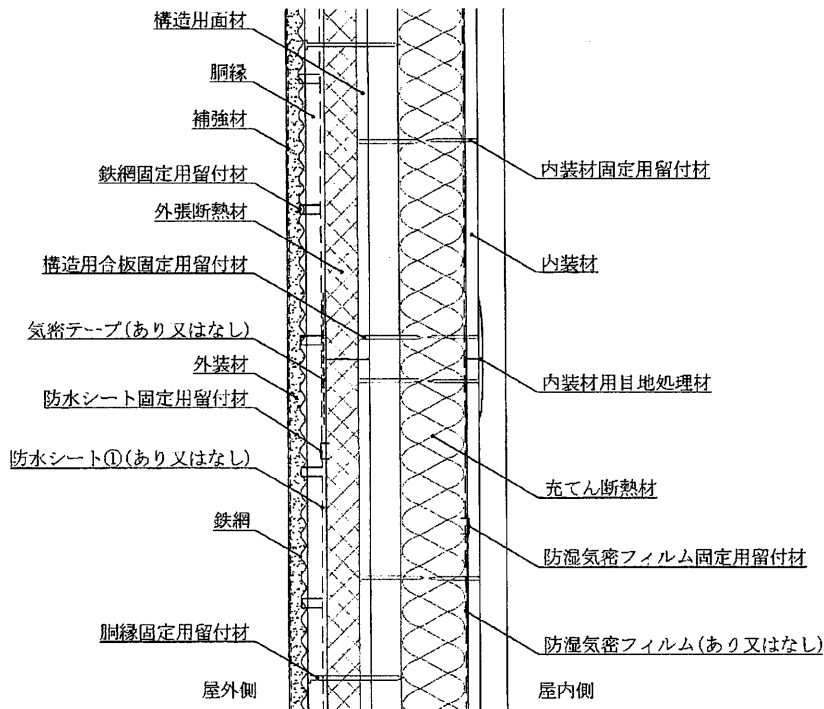 構造用面材
胴縁
補強材
鉄網固定用留付材
外張断熱材
構造用合板固定用留付材
気密テープ(あり又はなし)
外装材
防水シート固定用留付材
防水シート①(あり又はなし)
鉄網
胴縁固定用留付材
屋外側
内装材固定用留付材
内装材
内装材用目地処理材
充てん断熱材
防湿気密フィルム固定用留付材
防湿気密フィルム(あり又はなし)
屋内側